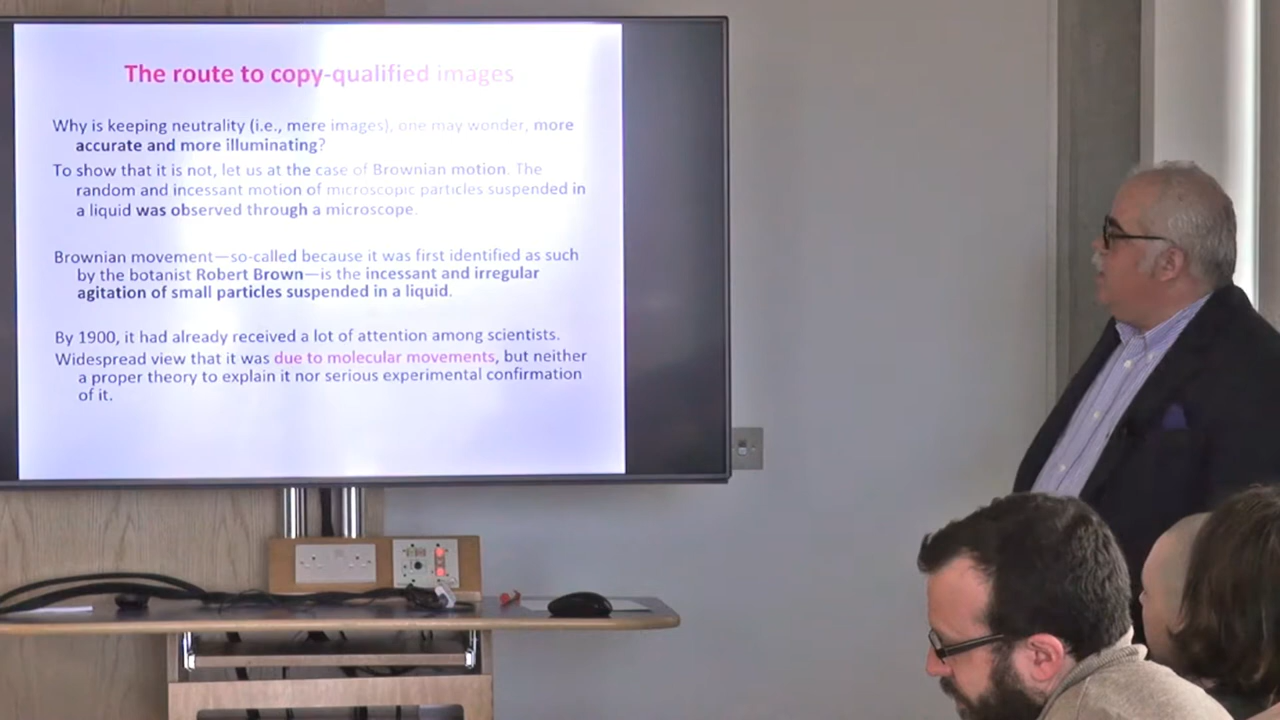 The route to copy-qualified images
Why is keeping neutrality (i.e., mere images), one may wonder, more
accurate and more illuminating?
To show that it is not, let us at the case of Brownian motion. The
random and incessant motion of microscopic particles suspended in
a liquid was observed through a microscope.
Brownian movement—so-called because it was first identified as such
by the botanist Robert Brown—is the incessant and irregular
agitation of small particles suspended in a liquid.
By 1900, it had already received a lot of attention among scientists.
Widespread view that it was due to molecular movements, but neither
a proper theory to explain it nor serious experimental confirmation
of it.